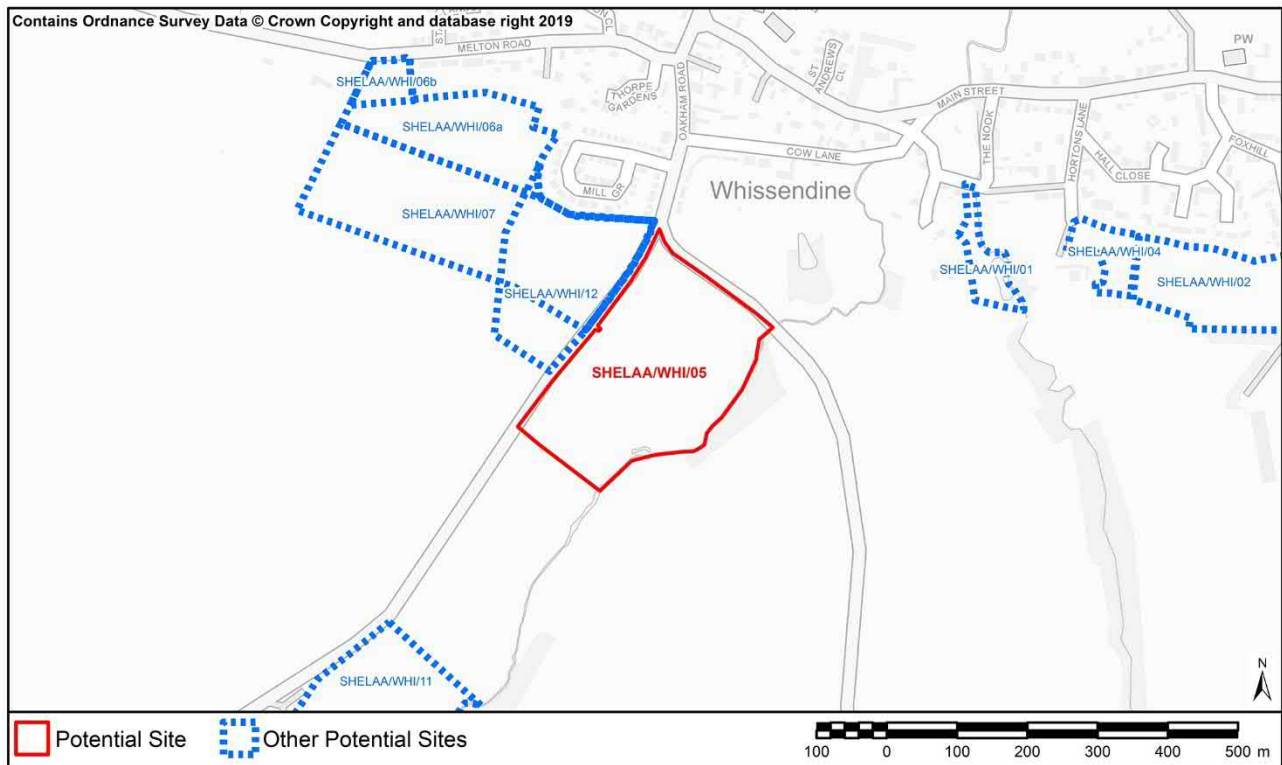 Contains Ordnance Survey Data © Crown Copyright and database right 2019
MELTON ROAD
PW
SHELAA/WHI/06b
THORPE
GARDENS
OAKHAM ROAD
ST
ANDREWS
CL
MAIN STREET
SHELAA/WHI/06a
COW LANE
THE NOOK
HORTONS LANE
HALL
CLOSE
FOXHILL
MILL GR
Whissendine
SHELAA/WHI/07
SHELAA/WHI/04
SHELAA/WHI/01
SHELAA/WHI/02
SHELAA/WHI/12
SHELAA/WHI/05
SHELAA/WHI/11
N
Potential Site
Other Potential Sites
100 0 100 200 300 400 500 m